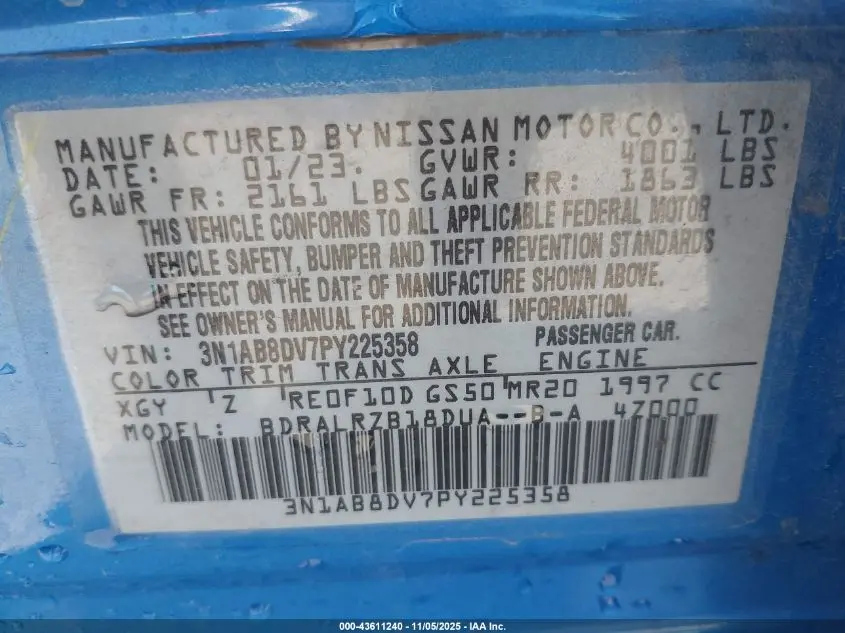 MANUFACTURED BY NISSAN MOTOR CO., LTD.
DATE: 01/23. GVWR: 4001 LBS
GAWR FR: 2161 LBS GAWR RR: 1863 LBS
THIS VEHICLE CONFORMS TO ALL APPLICABLE FEDERAL MOTOR
VEHICLE SAFETY, BUMPER AND THEFT PREVENTION STANDARDS
IN EFFECT ON THE DATE OF MANUFACTURE SHOWN ABOVE.
SEE OWNER'S MANUAL FOR ADDITIONAL INFORMATION.
VIN: 3N1AB8DV7PY225358 PASSENGER CAR.
COLOR TRIM TRANS AXLE ENGINE
XGY Z RE0F10D GS50 MR20 1997 CC
MODEL: BDRALRZB18DUA--B-A 4Z000
3N1AB8DV7PY225358
000-43611240 - 11/05/2025 - IAA Inc.